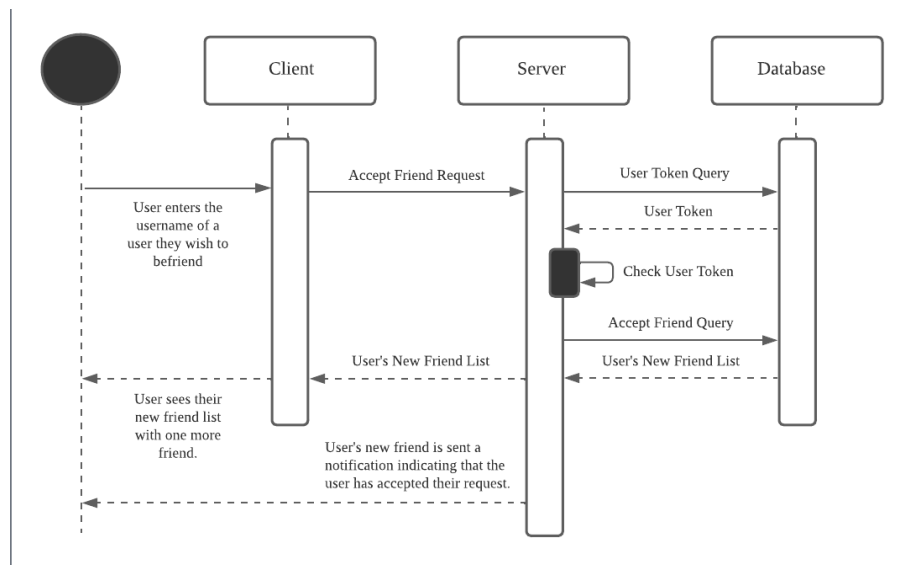 Client
Server
Database
Accept Friend Request
User Token Query
User enters the
username of a
user they wish to
befriend
User Token
Check User Token
Accept Friend Query
User's New Friend List
User's New Friend List
User sees their
new friend list
with one more
friend.
User's new friend is sent a
notification indicating that the
user has accepted their request.